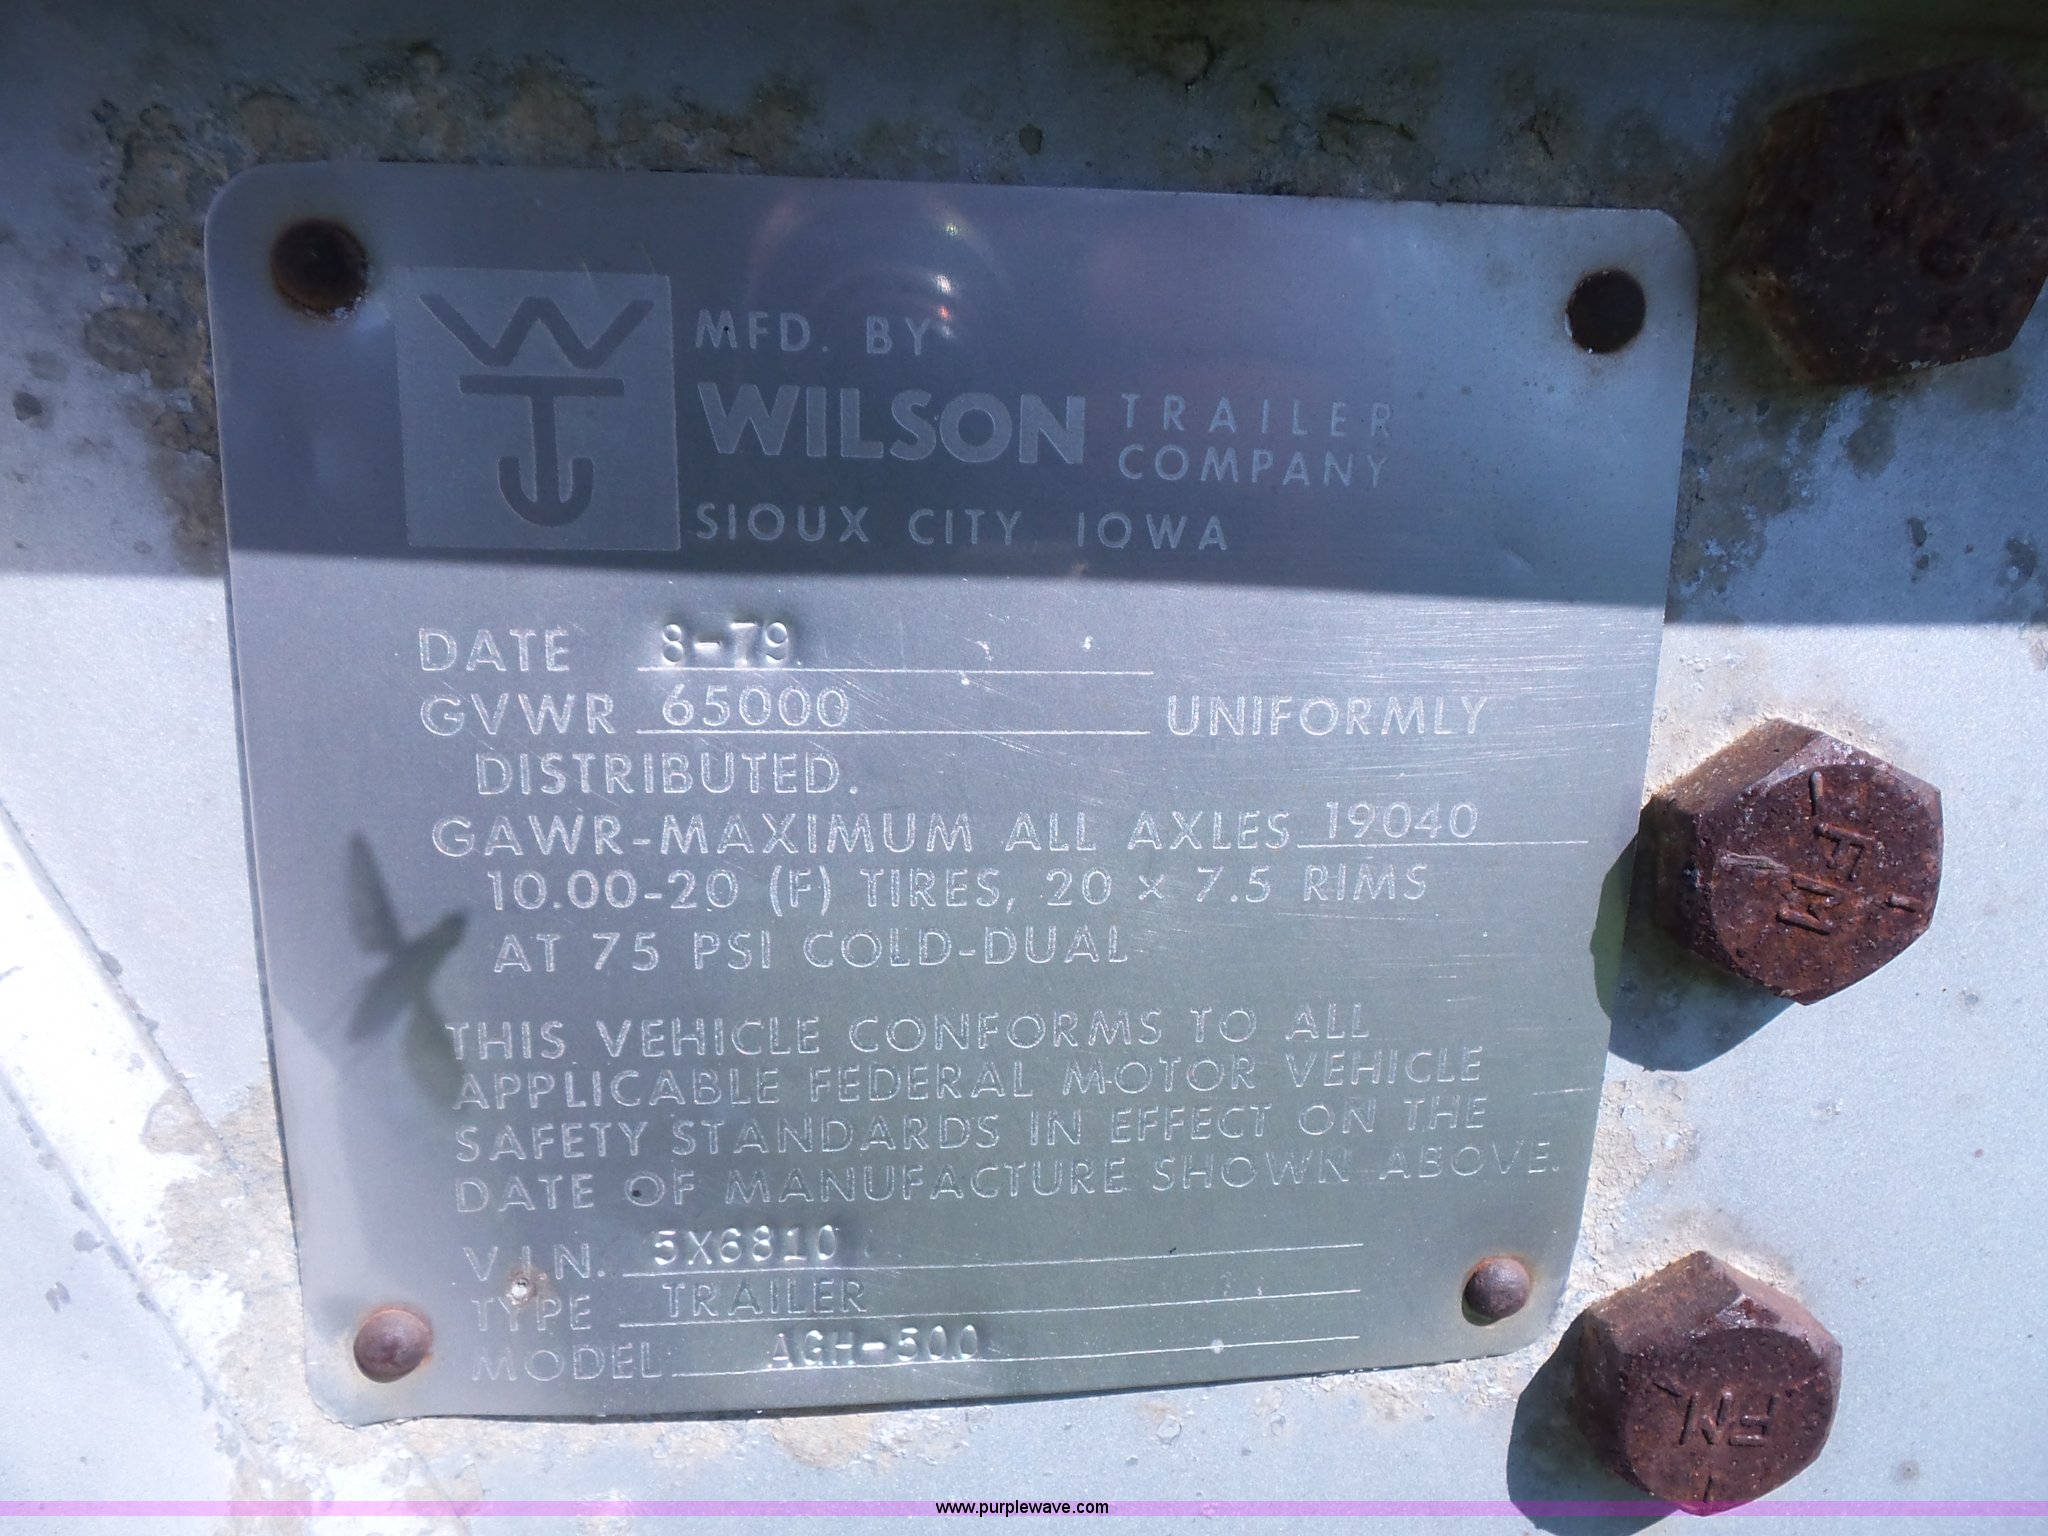 WT
MFD. BY
WILSON TRAILER COMPANY
SIOUX CITY, IOWA
DATE 8-79
GVWR 65000 UNIFORMLY
DISTRIBUTED.
GAWR-MAXIMUM ALL AXLES 19040
10.00-20 (F) TIRES, 20 × 7.5 RIMS
AT 75 PSI COLD-DUAL
THIS VEHICLE CONFORMS TO ALL
APPLICABLE FEDERAL MOTOR VEHICLE
SAFETY STANDARDS IN EFFECT ON THE
DATE OF MANUFACTURE SHOWN ABOVE.
V.I.N. 5X6810
TYPE TRAILER
MODEL AGH-500
FM
FM
www.purplewave.com